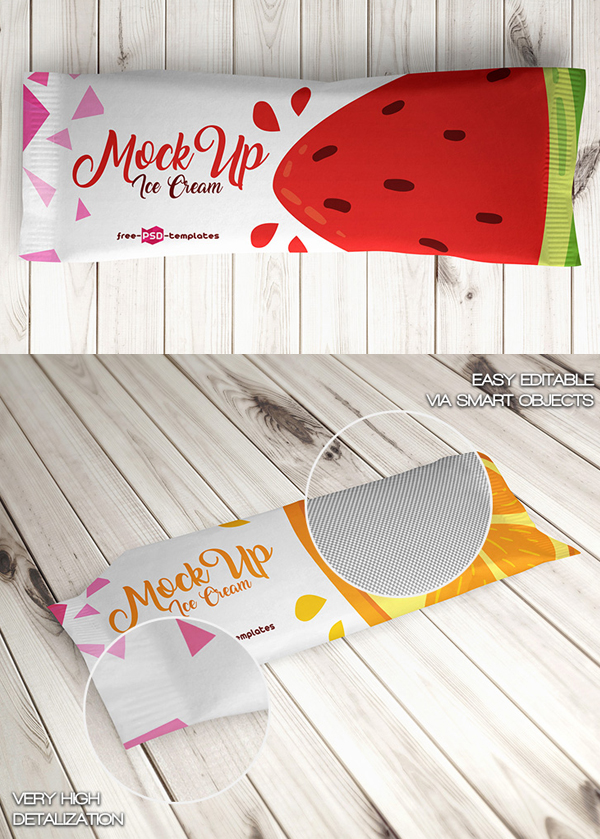 Mock Up
Ice Cream
free-PSD-templates
EASY EDITABLE
VIA SMART OBJECTS
Mock Up
Ice Cream
emplates
VERY HIGH
DETALIZATION